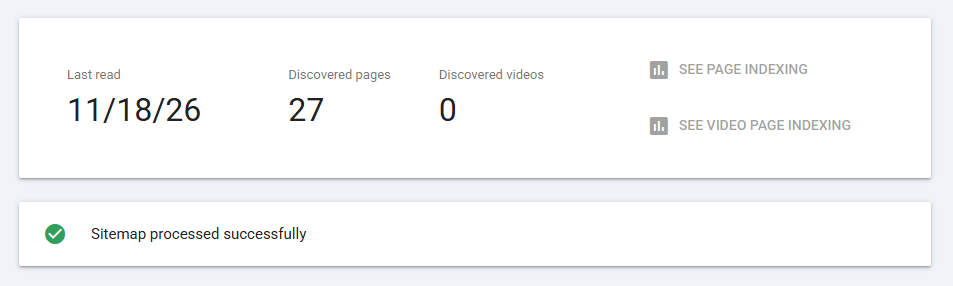 Last read
11/18/26
Discovered pages
27
Discovered videos
0
SEE PAGE INDEXING
SEE VIDEO PAGE INDEXING
Sitemap processed successfully